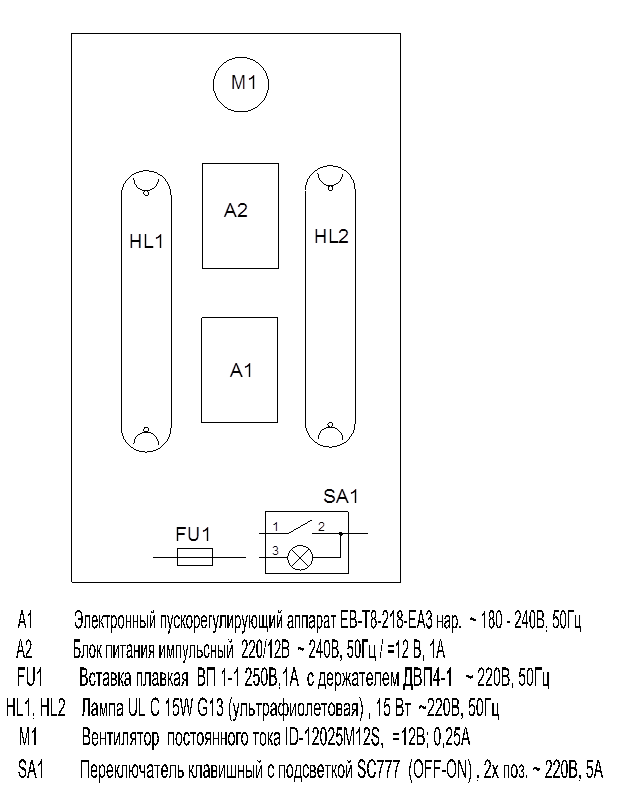 M1
HL1
A2
HL2
A1
SA1
FU1
1
2
3
A1 Электронный пускорегулирующий аппарат EB-T8-218-EA3 нар. ~ 180 - 240В, 50Гц
A2 Блок питания импульсный 220/12В ~ 240В, 50Гц / =12 В, 1А
FU1 Вставка плавкая ВП 1-1 250В,1А с держателем ДВП4-1 ~ 220В, 50Гц
HL1, HL2 Лампа UL C 15W G13 (ультрафиолетовая) , 15 Вт ~220В, 50Гц
M1 Вентилятор постоянного тока ID-12025M12S, =12В; 0,25А
SA1 Переключатель клавишный с подсветкой SC777 (OFF-ON) , 2х поз. ~ 220В, 5А